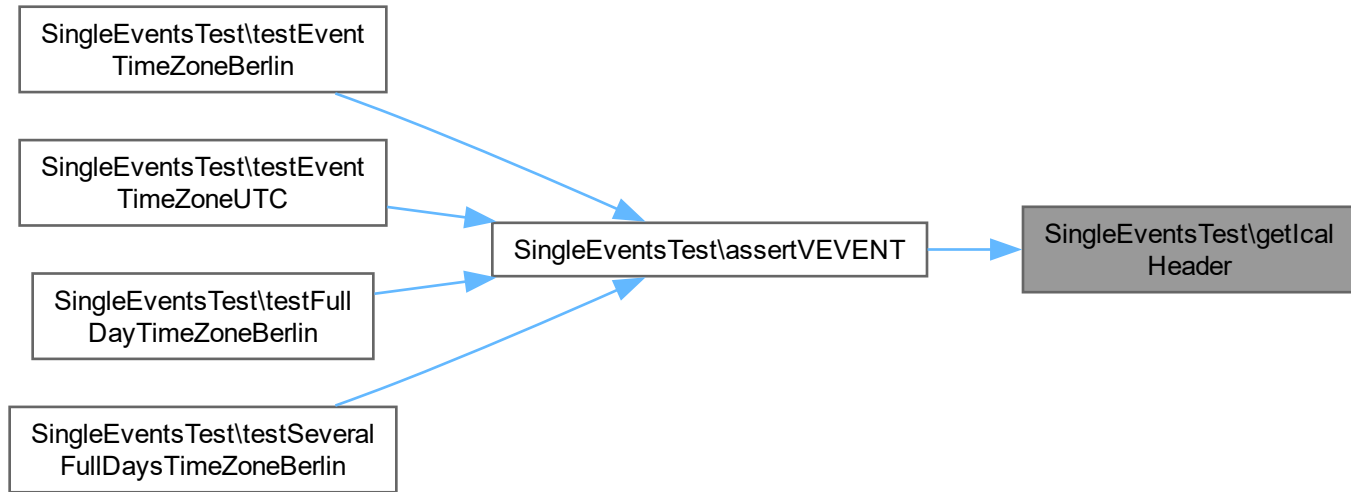 SingleEventsTest\testEvent
TimeZoneBerlin
SingleEventsTest\testEvent
TimeZoneUTC
SingleEventsTest\testFull
DayTimeZoneBerlin
SingleEventsTest\testSeveral
FullDaysTimeZoneBerlin
SingleEventsTest\assertVEVENT
SingleEventsTest\getIcal
Header